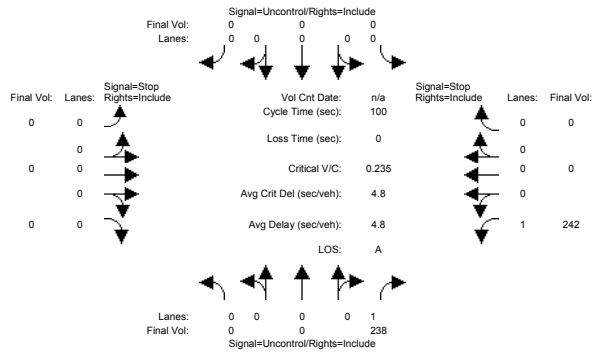 Signal=Uncontrol/Rights=Include
Final Vol: 0 0 0
Lanes: 0 0 0 0 0
Signal=Stop Signal=Stop
Final Vol: Lanes: Rights=Include Vol Cnt Date: n/a Rights=Include Lanes: Final Vol:
Cycle Time (sec): 100
0 0 0 0
Loss Time (sec): 0
0 0
0 0 Critical V/C: 0.235 0 0
0 Avg Crit Del (sec/veh): 4.8 0
0 0 Avg Delay (sec/veh): 4.8 1 242
LOS: A
Lanes: 0 0 0 0 1
Final Vol: 0 0 238
Signal=Uncontrol/Rights=Include